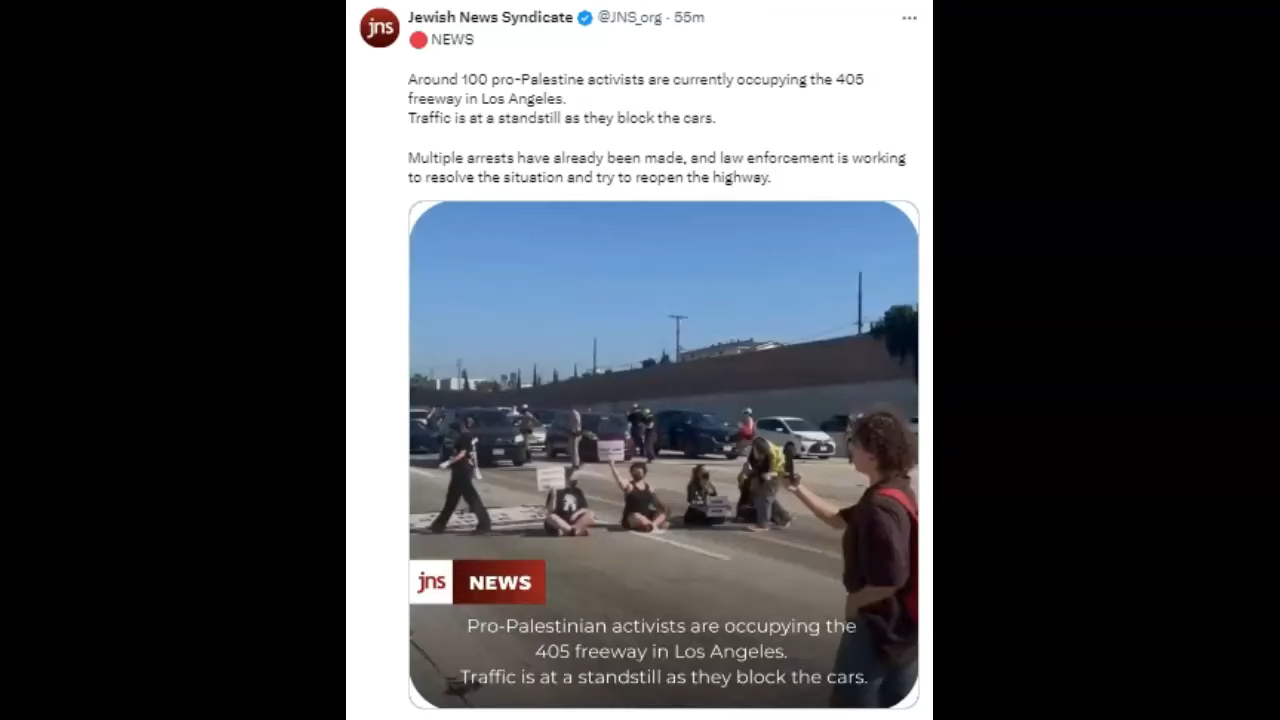 jns
Jewish News Syndicate @JNS_org · 55m
NEWS
Around 100 pro-Palestine activists are currently occupying the 405
freeway in Los Angeles.
Traffic is at a standstill as they block the cars.
Multiple arrests have already been made, and law enforcement is working
to resolve the situation and try to reopen the highway.
jns NEWS
Pro-Palestinian activists are occupying the
405 freeway in Los Angeles.
Traffic is at a standstill as they block the cars.